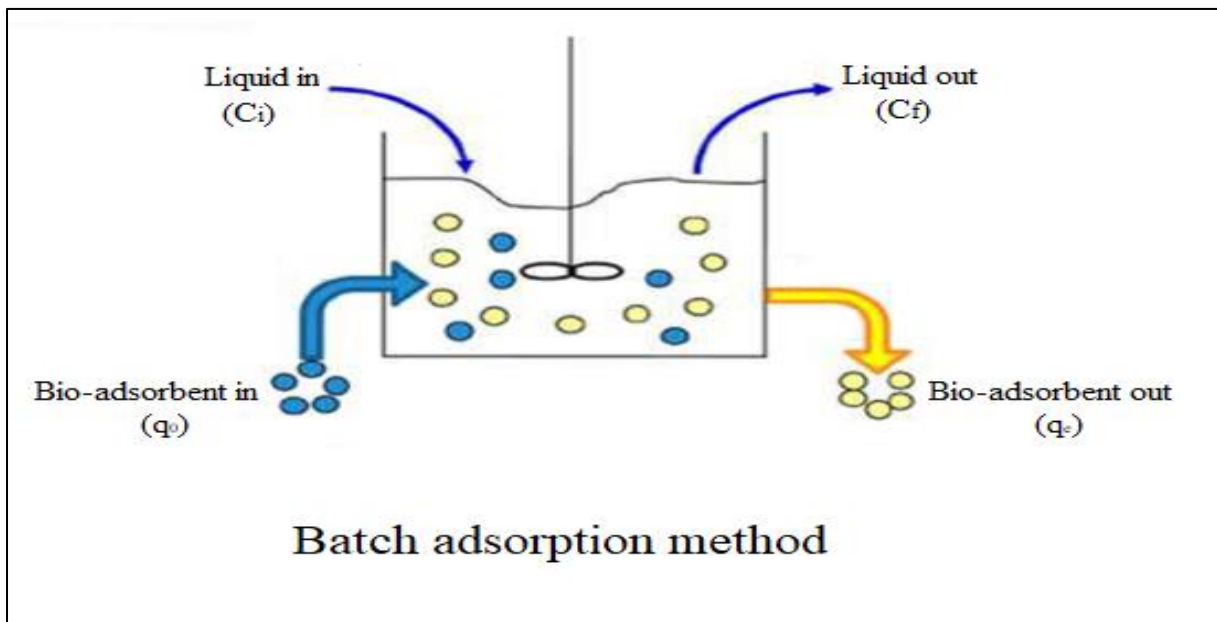 Liquid in
(Ci)
Liquid out
(Cf)
Bio-adsorbent in
(q0)
Bio-adsorbent out
(qe)
Batch adsorption method